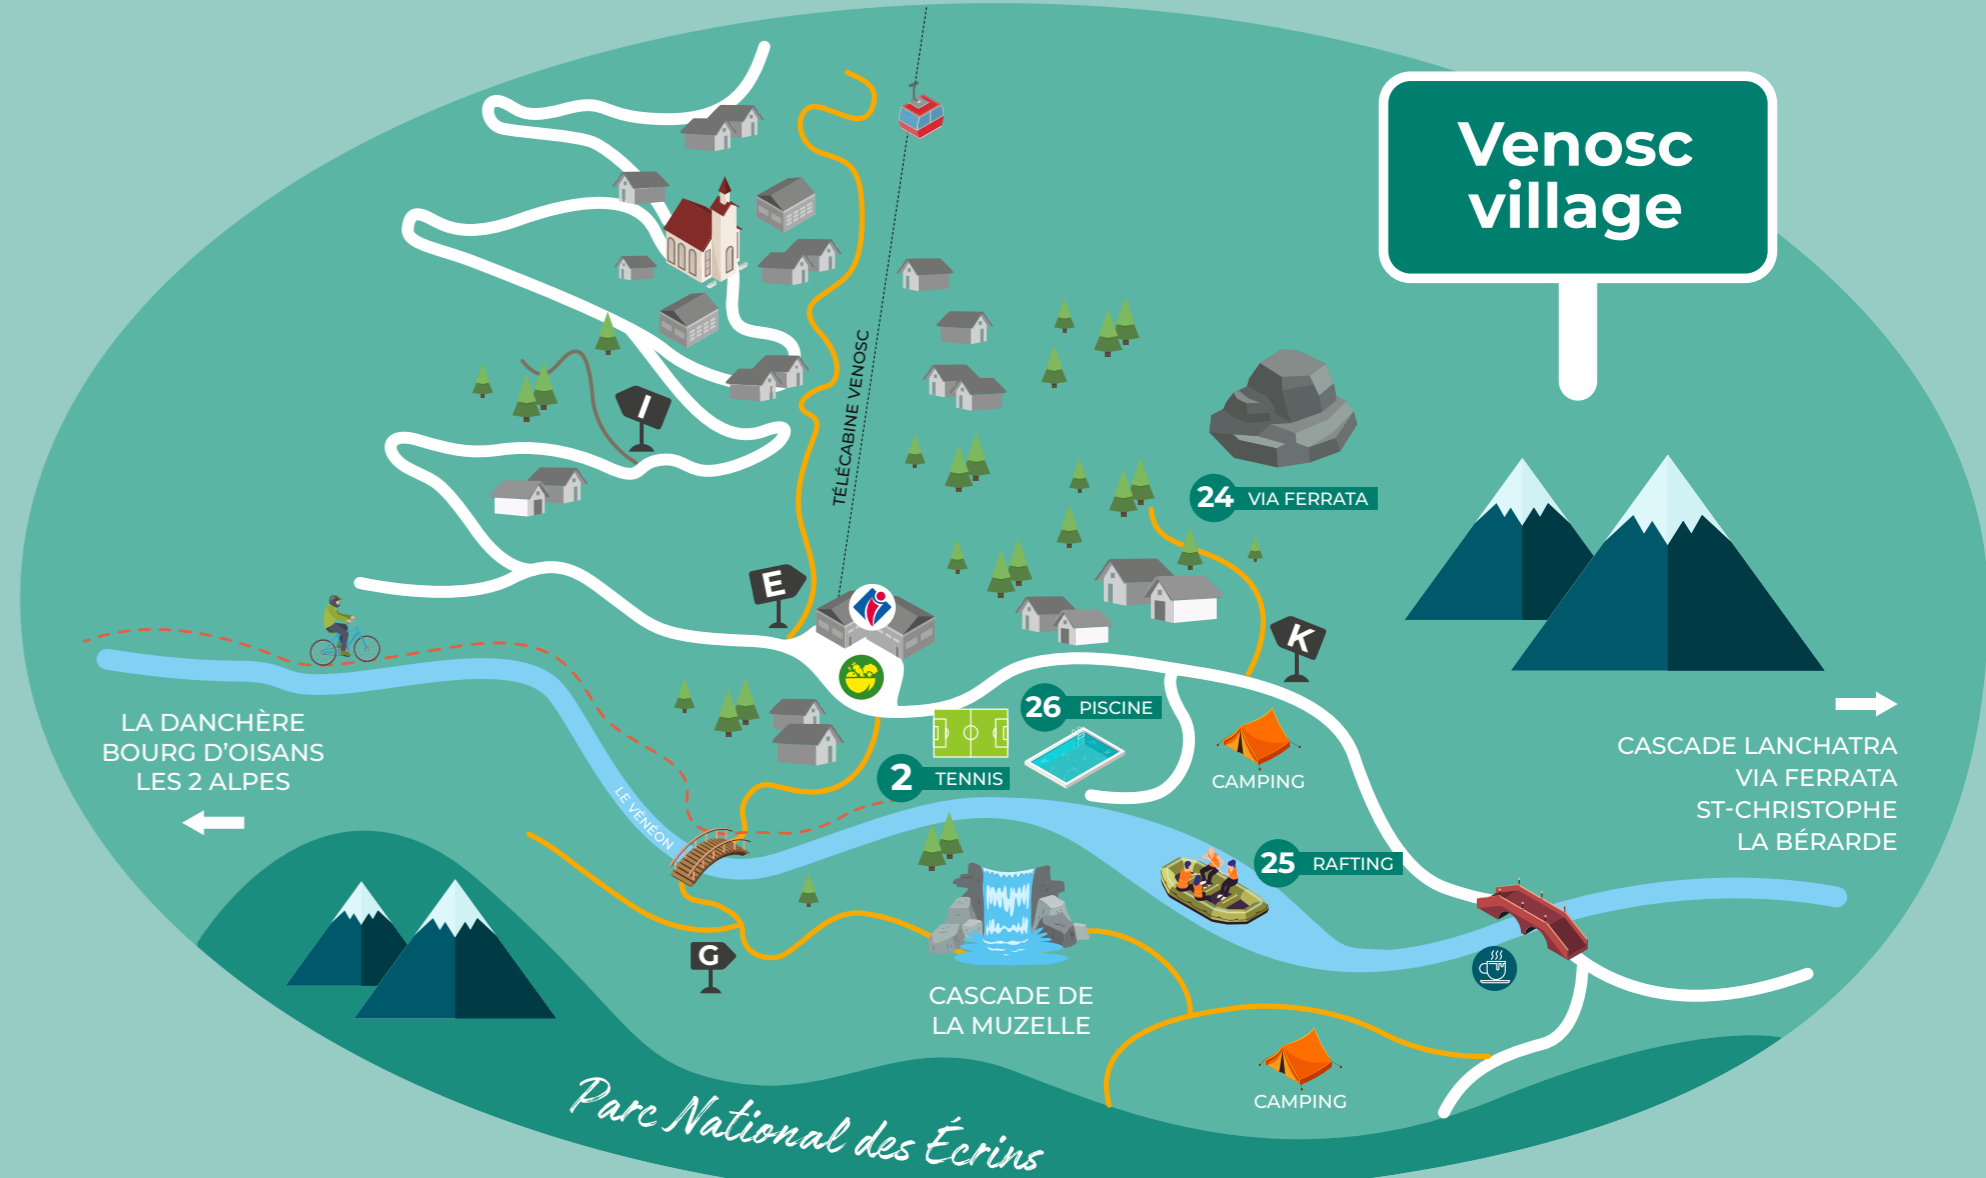 Venosc
village
TÉLÉCABINE VENOSC
I
24 VIA FERRATA
E
K
26 PISCINE
2 TENNIS
CAMPING
LA DANCHÈRE
BOURG D'OISANS
LES 2 ALPES
CASCADE LANCHATRA
VIA FERRATA
ST-CHRISTOPHE
LA BÉRARDE
LE VÉNÉON
25 RAFTING
G
CASCADE DE
LA MUZELLE
CAMPING
Parc National des Écrins